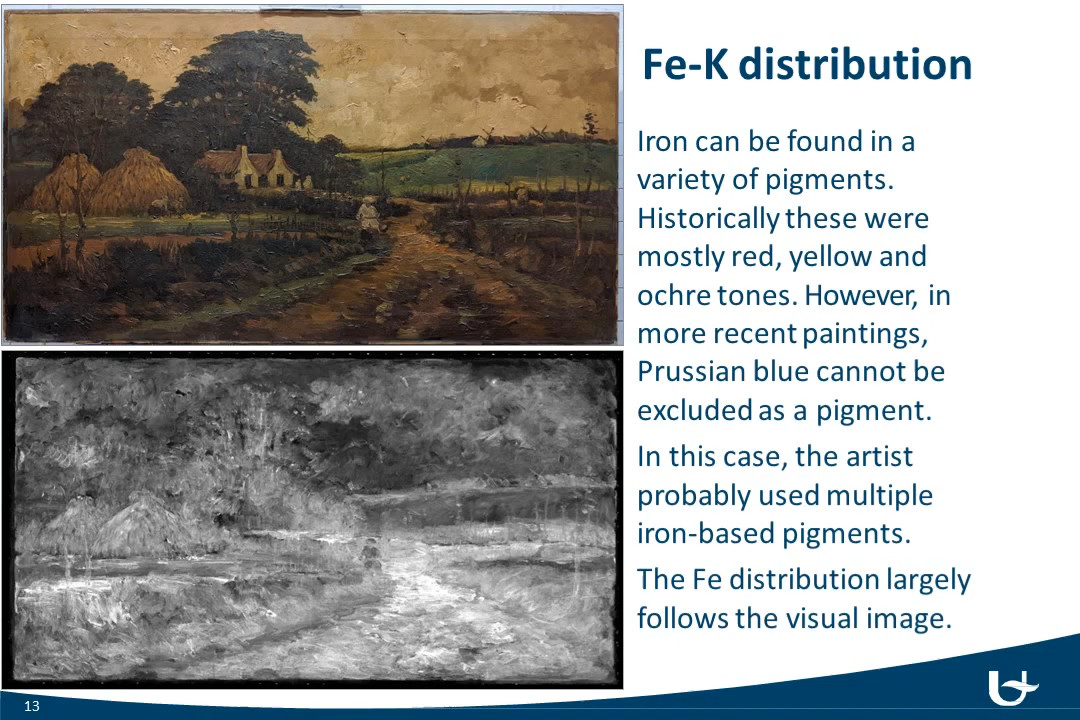 Fe-K distribution
Iron can be found in a
variety of pigments.
Historically these were
mostly red, yellow and
ochre tones. However, in
more recent paintings,
Prussian blue cannot be
excluded as a pigment.
In this case, the artist
probably used multiple
iron-based pigments.
The Fe distribution largely
follows the visual image.
13